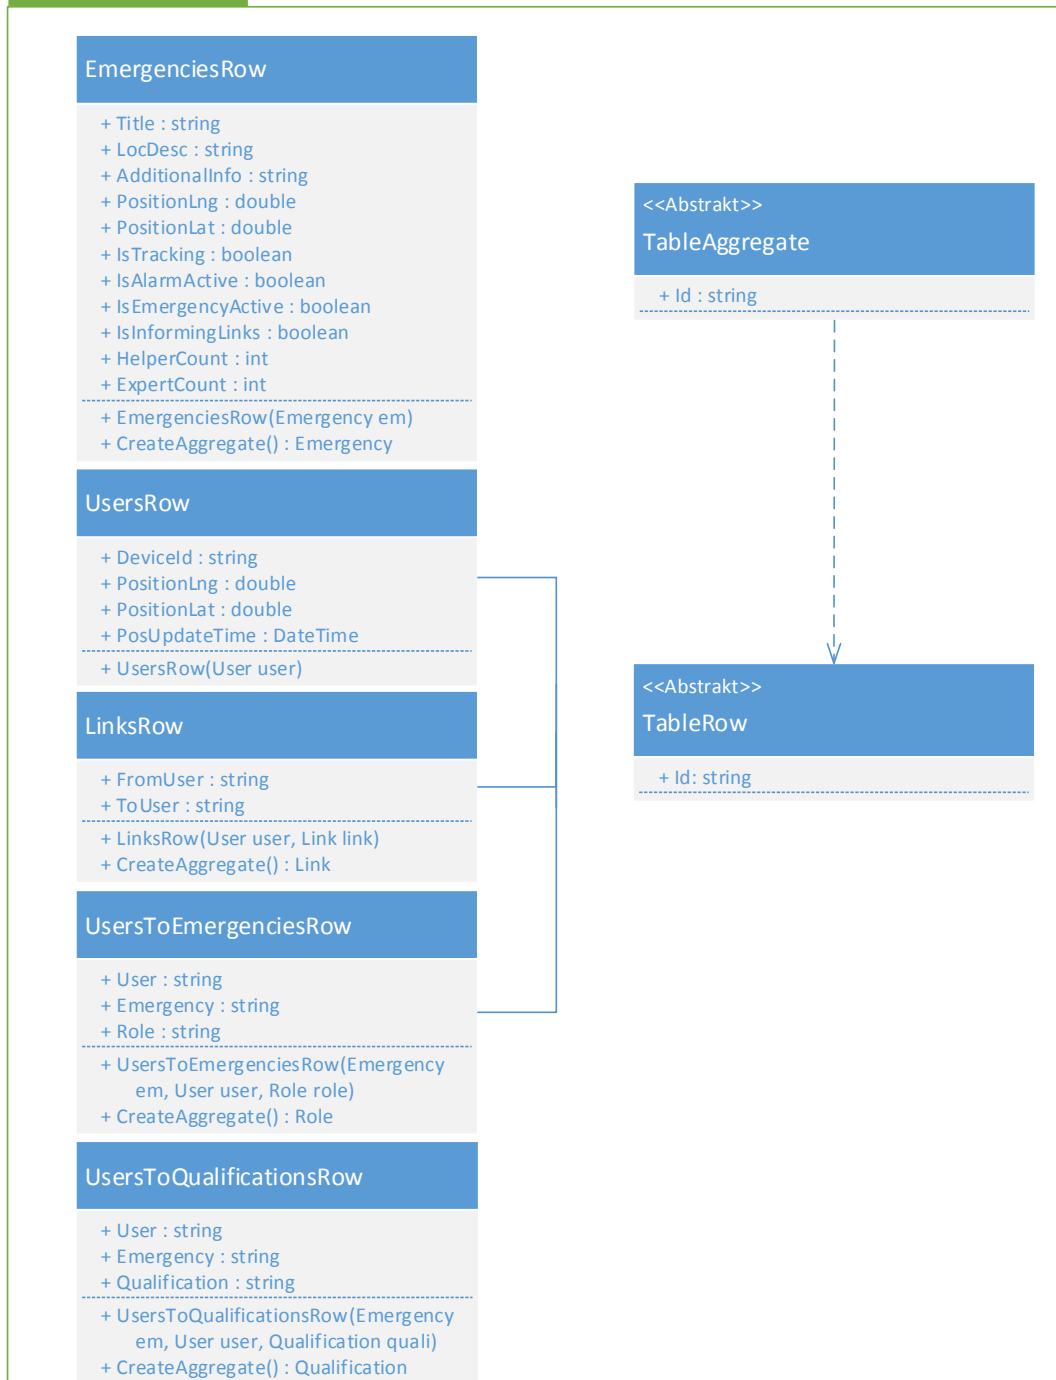 EmergenciesRow
+ Title : string
+ LocDesc : string
+ AdditionalInfo : string
+ PositionLng : double
+ PositionLat : double
+ IsTracking : boolean
+ IsAlarmActive : boolean
+ IsEmergencyActive : boolean
+ IsInformingLinks : boolean
+ HelperCount : int
+ ExpertCount : int
+ EmergenciesRow(Emergency em)
+ CreateAggregate() : Emergency
UsersRow
+ DeviceId : string
+ PositionLng : double
+ PositionLat : double
+ PosUpdateTime : DateTime
+ UsersRow(User user)
LinksRow
+ FromUser : string
+ ToUser : string
+ LinksRow(User user, Link link)
+ CreateAggregate() : Link
UsersToEmergenciesRow
+ User : string
+ Emergency : string
+ Role : string
+ UsersToEmergenciesRow(Emergency
em, User user, Role role)
+ CreateAggregate() : Role
UsersToQualificationsRow
+ User : string
+ Emergency : string
+ Qualification : string
+ UsersToQualificationsRow(Emergency
em, User user, Qualification quali)
+ CreateAggregate() : Qualification
<<Abstrakt>>
TableAggregate
+ Id : string
<<Abstrakt>>
TableRow
+ Id: string